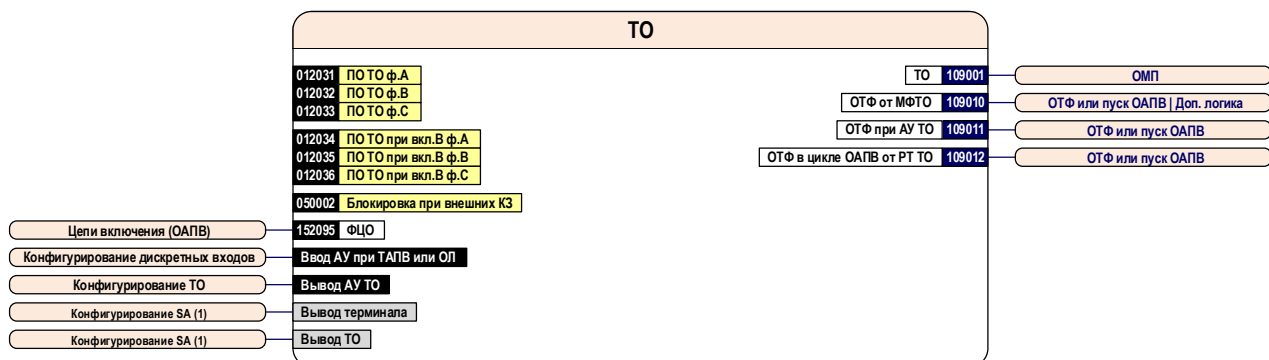 ТО
012031 ПО ТО ф.А
012032 ПО ТО ф.В
012033 ПО ТО ф.С
012034 ПО ТО при вкл.В ф.А
012035 ПО ТО при вкл.В ф.В
012036 ПО ТО при вкл.В ф.С
050002 Блокировка при внешних КЗ
Цепи включения (ОАПВ) 152095 ФЦО
Конфигурирование дискретных входов Ввод АУ при ТАПВ или ОЛ
Конфигурирование ТО Вывод АУ ТО
Конфигурирование SA (1) Вывод терминала
Конфигурирование SA (1) Вывод ТО
ТО 109001 ОМП
ОТФ от МФТО 109010 ОТФ или пуск ОАПВ | Доп. логика
ОТФ при АУ ТО 109011 ОТФ или пуск ОАПВ
ОТФ в цикле ОАПВ от РТ ТО 109012 ОТФ или пуск ОАПВ